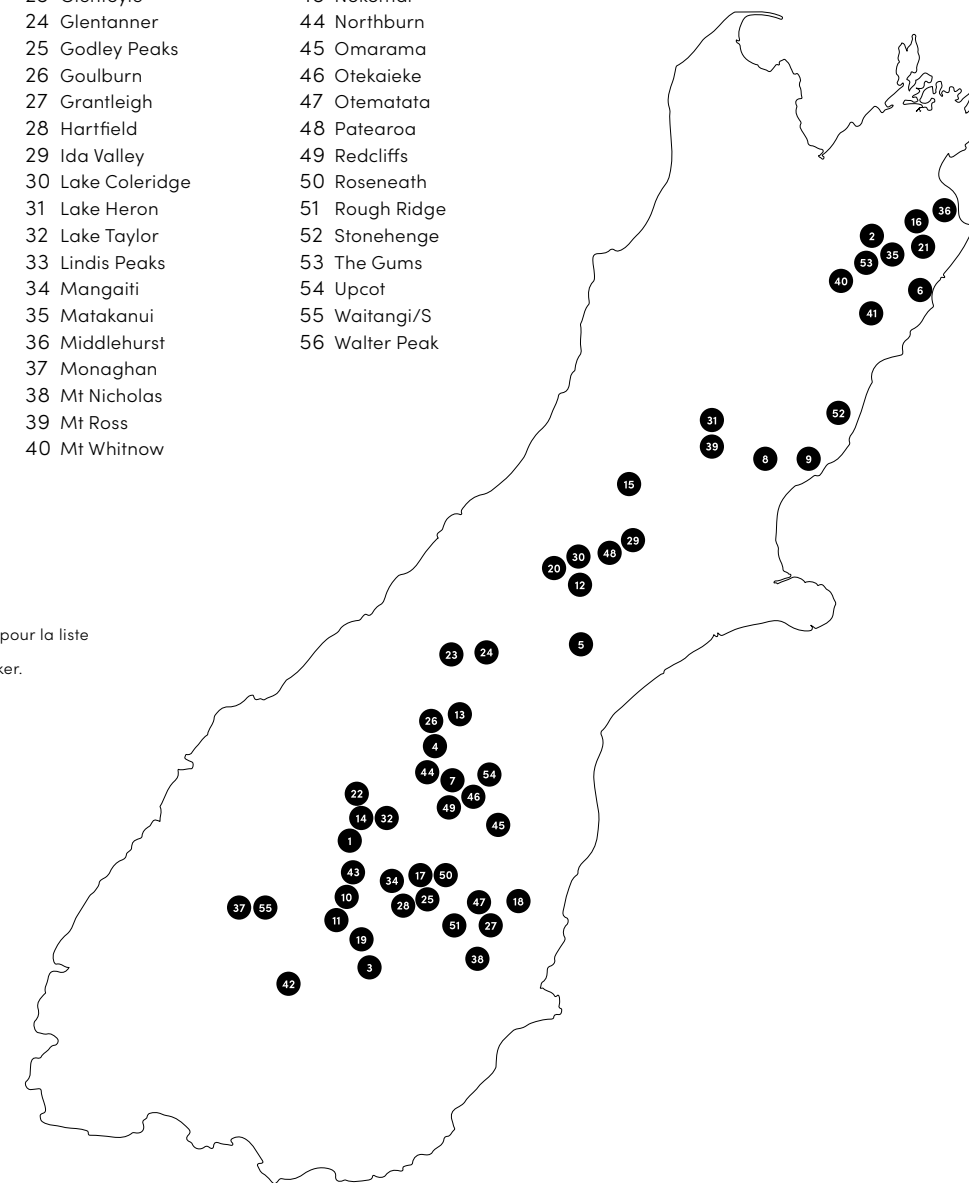 24 Glentanner
25 Godley Peaks
26 Goulburn
27 Grantleigh
28 Hartfield
29 Ida Valley
30 Lake Coleridge
31 Lake Heron
32 Lake Taylor
33 Lindis Peaks
34 Mangaiti
35 Matakanui
36 Middlehurst
37 Monaghan
38 Mt Nicholas
39 Mt Ross
40 Mt Whitnow
44 Northburn
45 Omarama
46 Otekaieke
47 Otematata
48 Patearoa
49 Redcliffs
50 Roseneath
51 Rough Ridge
52 Stonehenge
53 The Gums
54 Upcot
55 Waitangi/S
56 Walter Peak
pour la liste
ker.
36
16
2
21
35
53
40
6
41
52
31
39
8
9
15
29
48
30
20
12
5
24
23
13
26
4
44
54
7
22
46
49
14
32
45
1
43
17
50
34
10
25
18
47
28
37
55
11
51
27
19
38
3
42